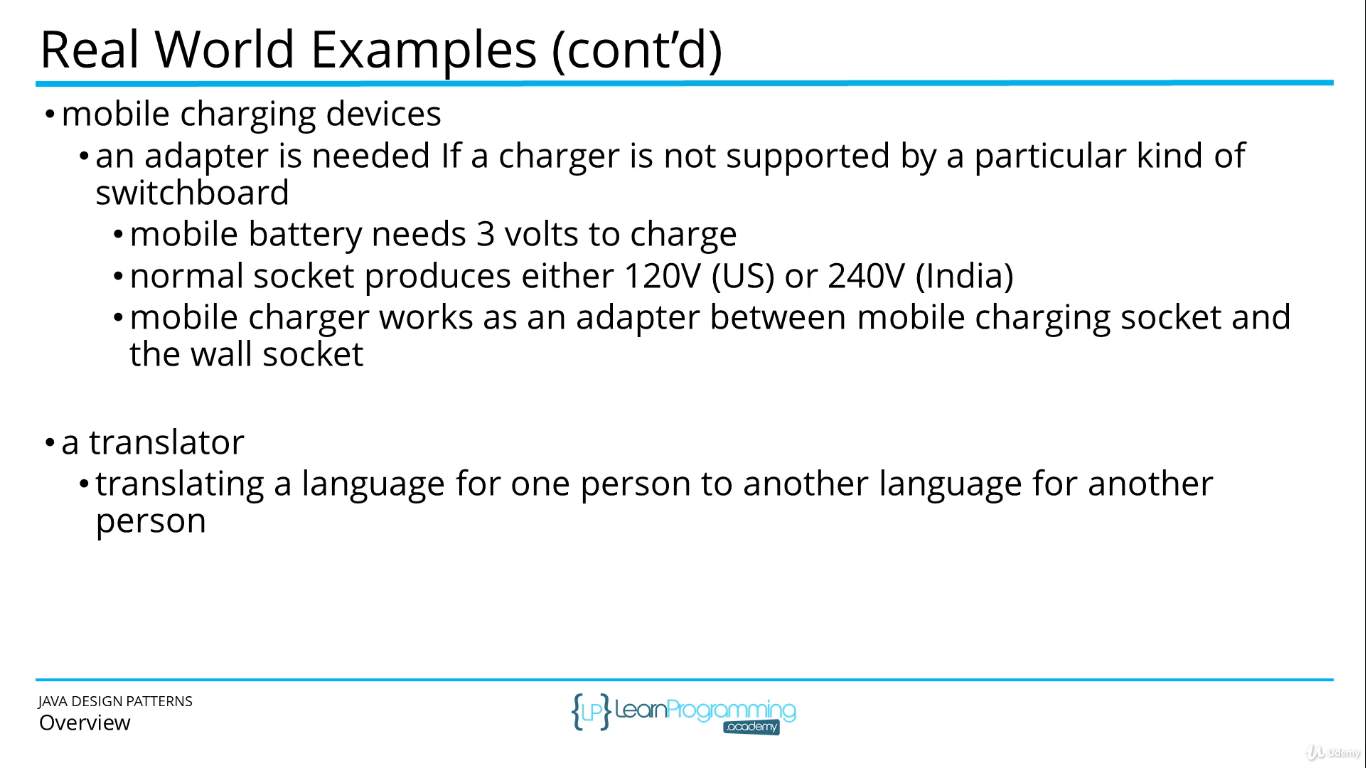 Real World Examples (cont’d)
• mobile charging devices
• an adapter is needed If a charger is not supported by a particular kind of
switchboard
• mobile battery needs 3 volts to charge
• normal socket produces either 120V (US) or 240V (India)
• mobile charger works as an adapter between mobile charging socket and
the wall socket
• a translator
• translating a language for one person to another language for another
person
JAVA DESIGN PATTERNS
Overview
{LP} LearnProgramming
.academy
Udemy